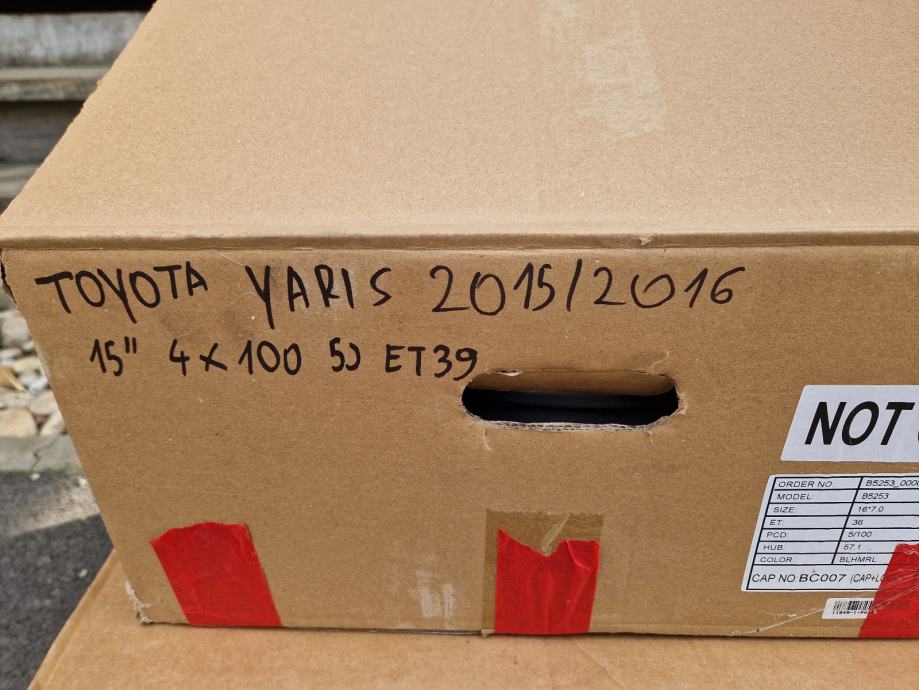 TOYOTA YARIS 2015/2016
15" 4x100 5J ET39
NOT
ORDER NO: B5253_000
MODEL: B5253
SIZE: 16*7.0
ET: 36
PCD: 5/100
HUB: 57.1
COLOR BLHMRL
CAP NO:BC007